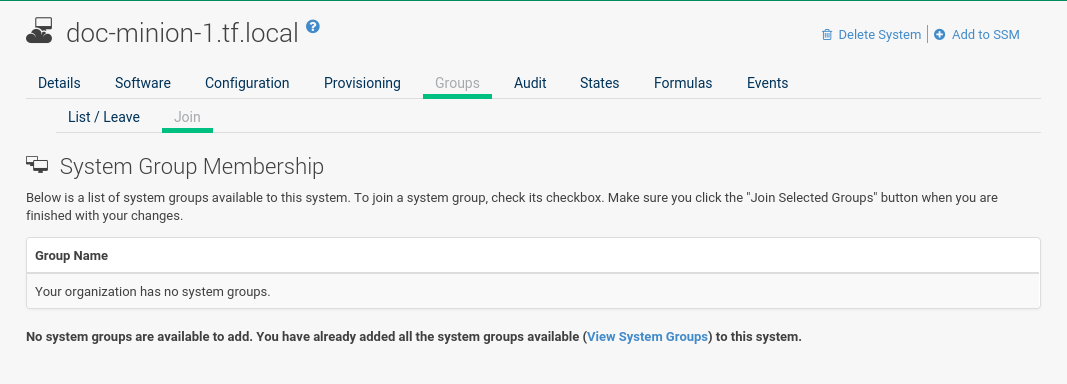 doc-minion-1.tf.local ?
Delete System | Add to SSM
Details Software Configuration Provisioning Groups Audit States Formulas Events
List / Leave Join
System Group Membership
Below is a list of system groups available to this system. To join a system group, check its checkbox. Make sure you click the "Join Selected Groups" button when you are
finished with your changes.
Group Name
Your organization has no system groups.
No system groups are available to add. You have already added all the system groups available (View System Groups) to this system.